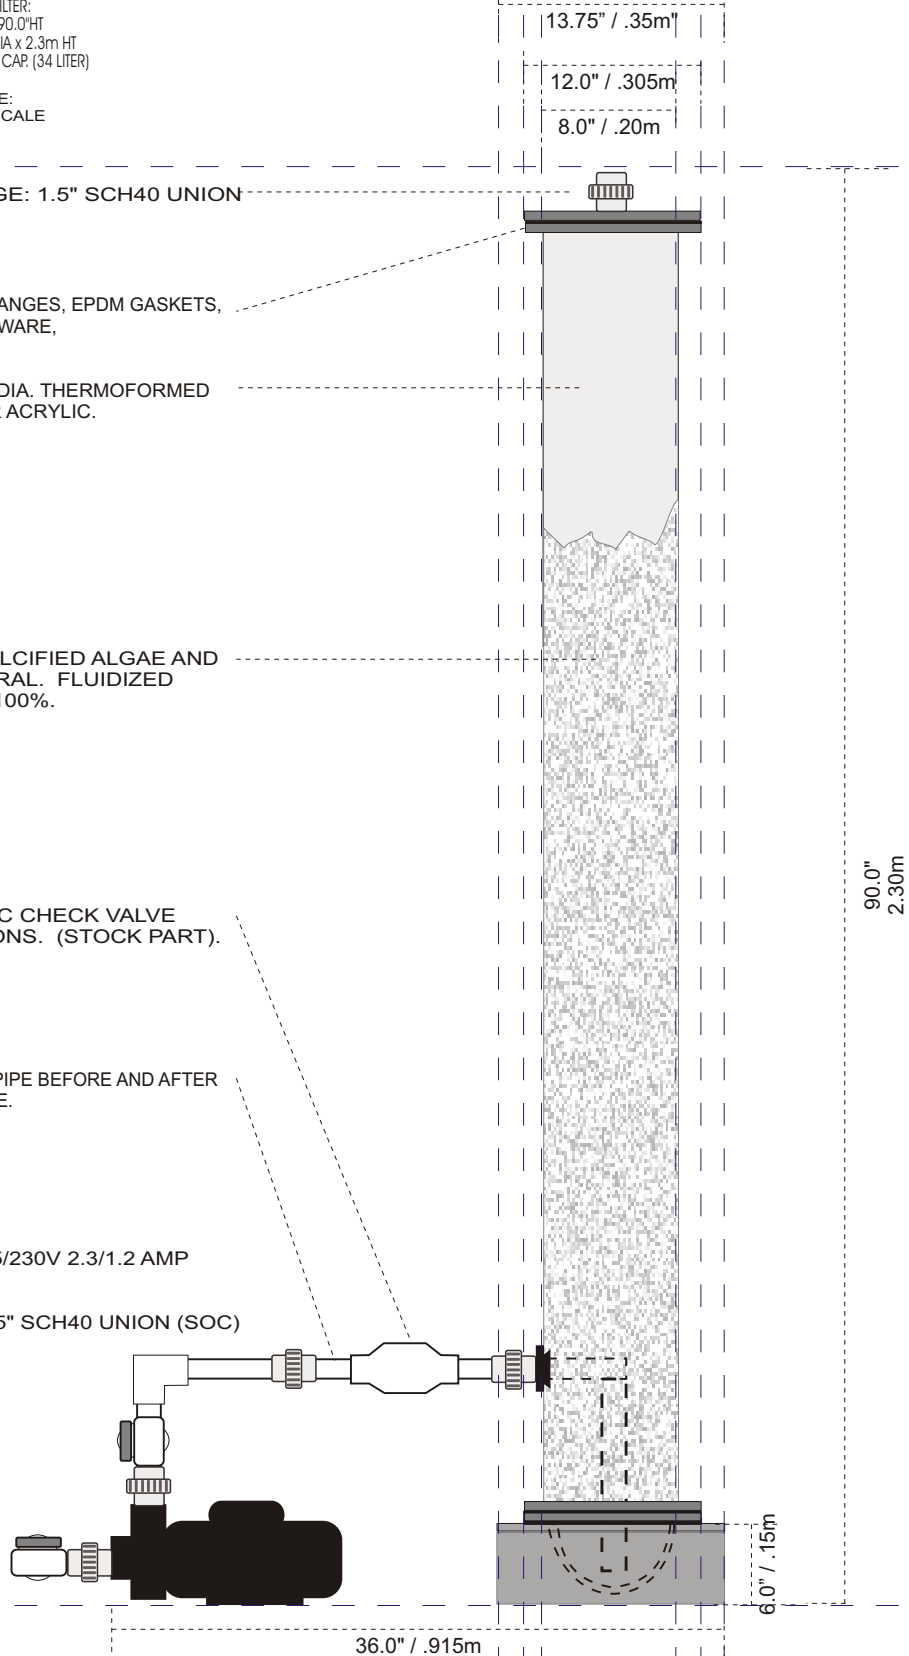 ILTER:
90.0"HT
IA x 2.3m HT
CAP. (34 LITER)
E:
SCALE
13.75” / .35m"
12.0" / .305m
8.0" / .20m
GE: 1.5" SCH40 UNION
ANGES, EPDM GASKETS,
WARE,
DIA. THERMOFORMED
R ACRYLIC.
LCIFIED ALGAE AND
RAL. FLUIDIZED
100%.
90.0"
2.30m
C CHECK VALVE
ONS. (STOCK PART).
PIPE BEFORE AND AFTER
E.
5/230V 2.3/1.2 AMP
5" SCH40 UNION (SOC)
6.0” / .15m
36.0" / .915m